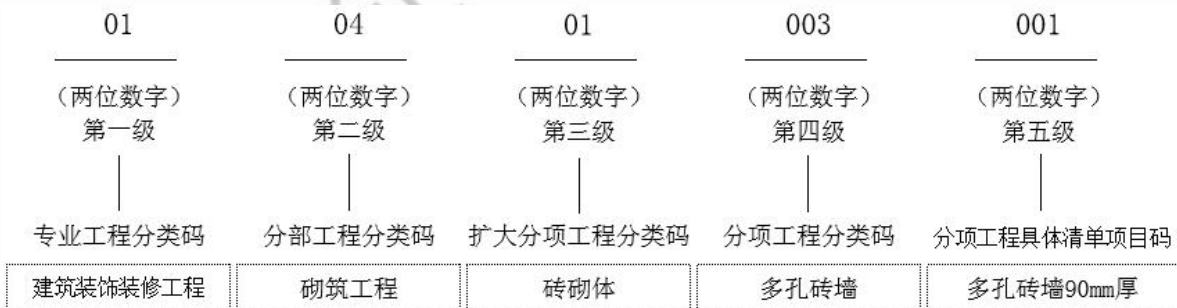 01 04 01 003 001
(两位数字) (两位数字) (两位数字) (两位数字) (两位数字)
第一级 第二级 第三级 第四级 第五级
专业工程分类码 分部工程分类码 扩大分项工程分类码 分项工程分类码 分项工程具体清单项目码
建筑装饰装修工程 砌筑工程 砖砌体 多孔砖墙 多孔砖墙90mm厚